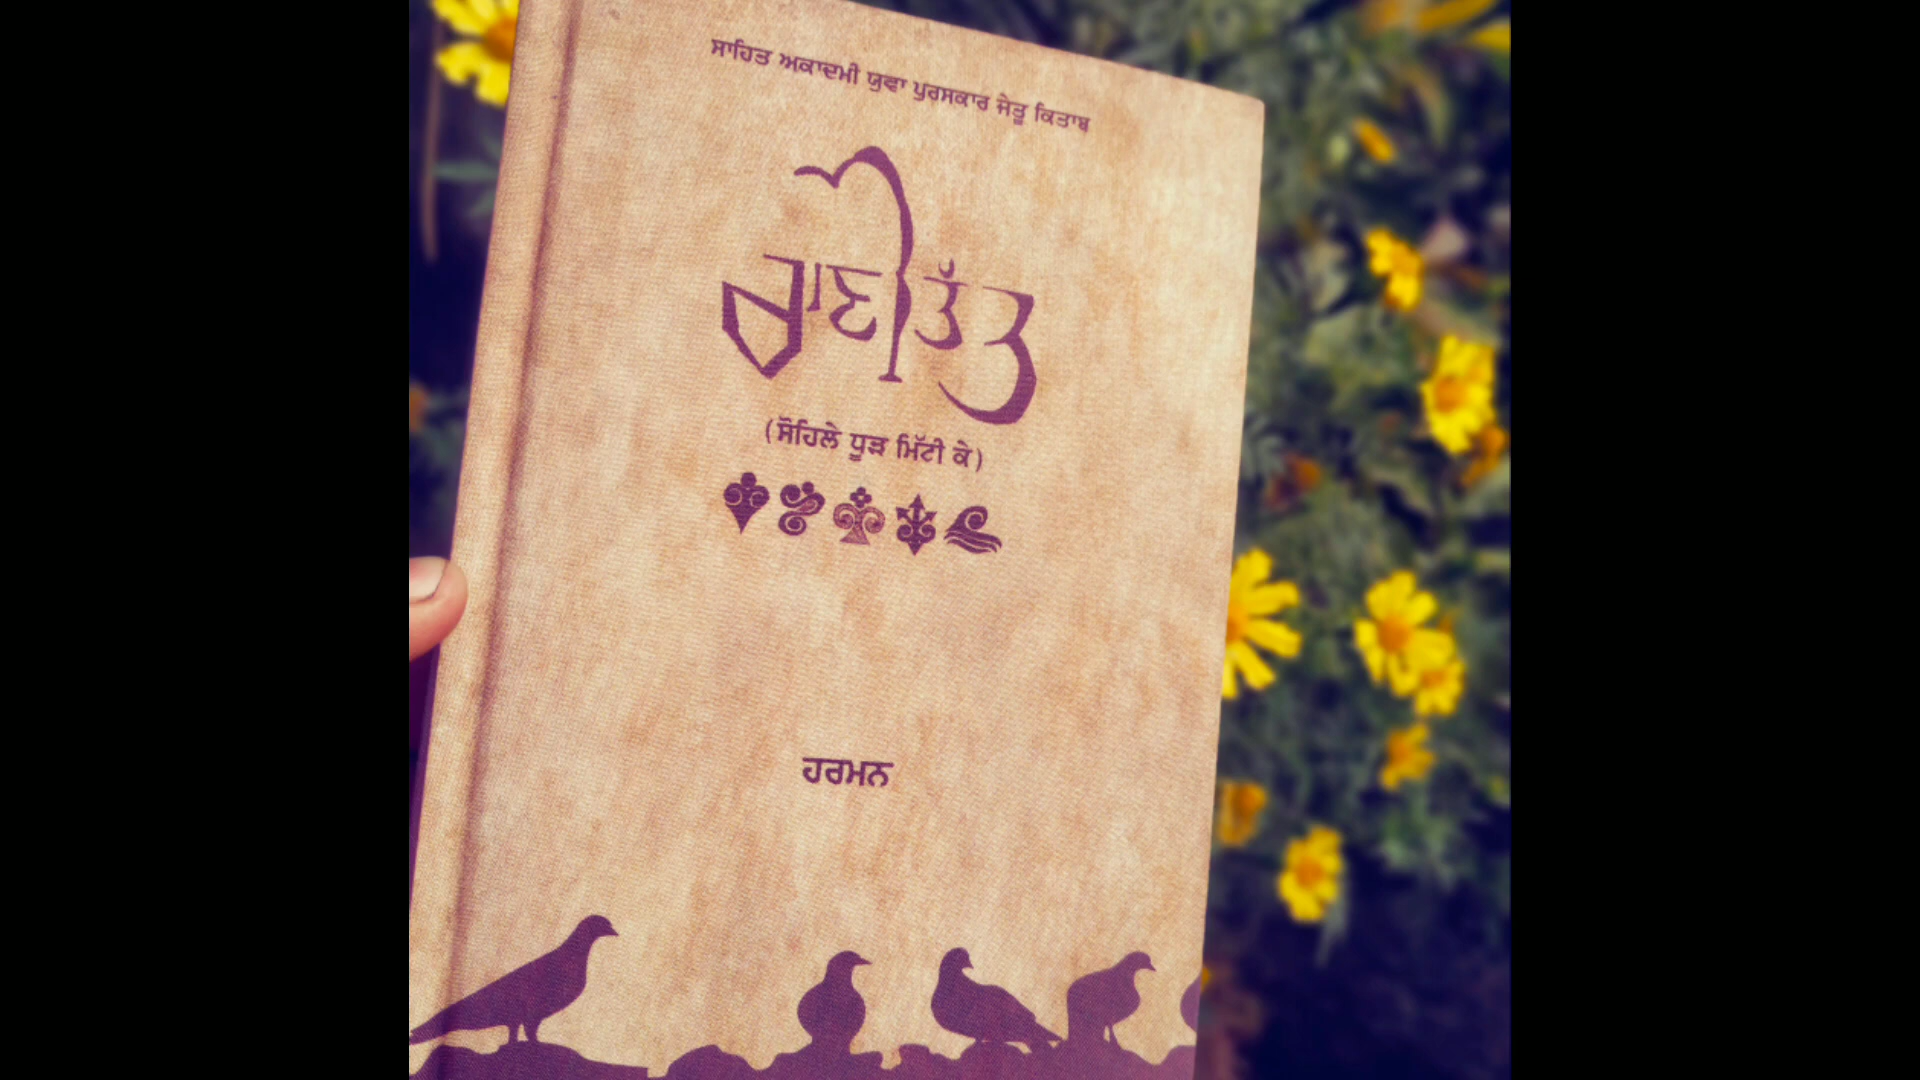 ਸਾਹਿਤ ਅਕਾਦਮੀ ਯੁਵਾ ਪੁਰਸਕਾਰ ਜੇਤੂ ਕਿਤਾਬ
ਰਾਣੀਤੱਤ
(ਸੋਹਿਲੇ ਧੂੜ ਮਿੱਟੀ ਕੇ)
ਹਰਮਨ